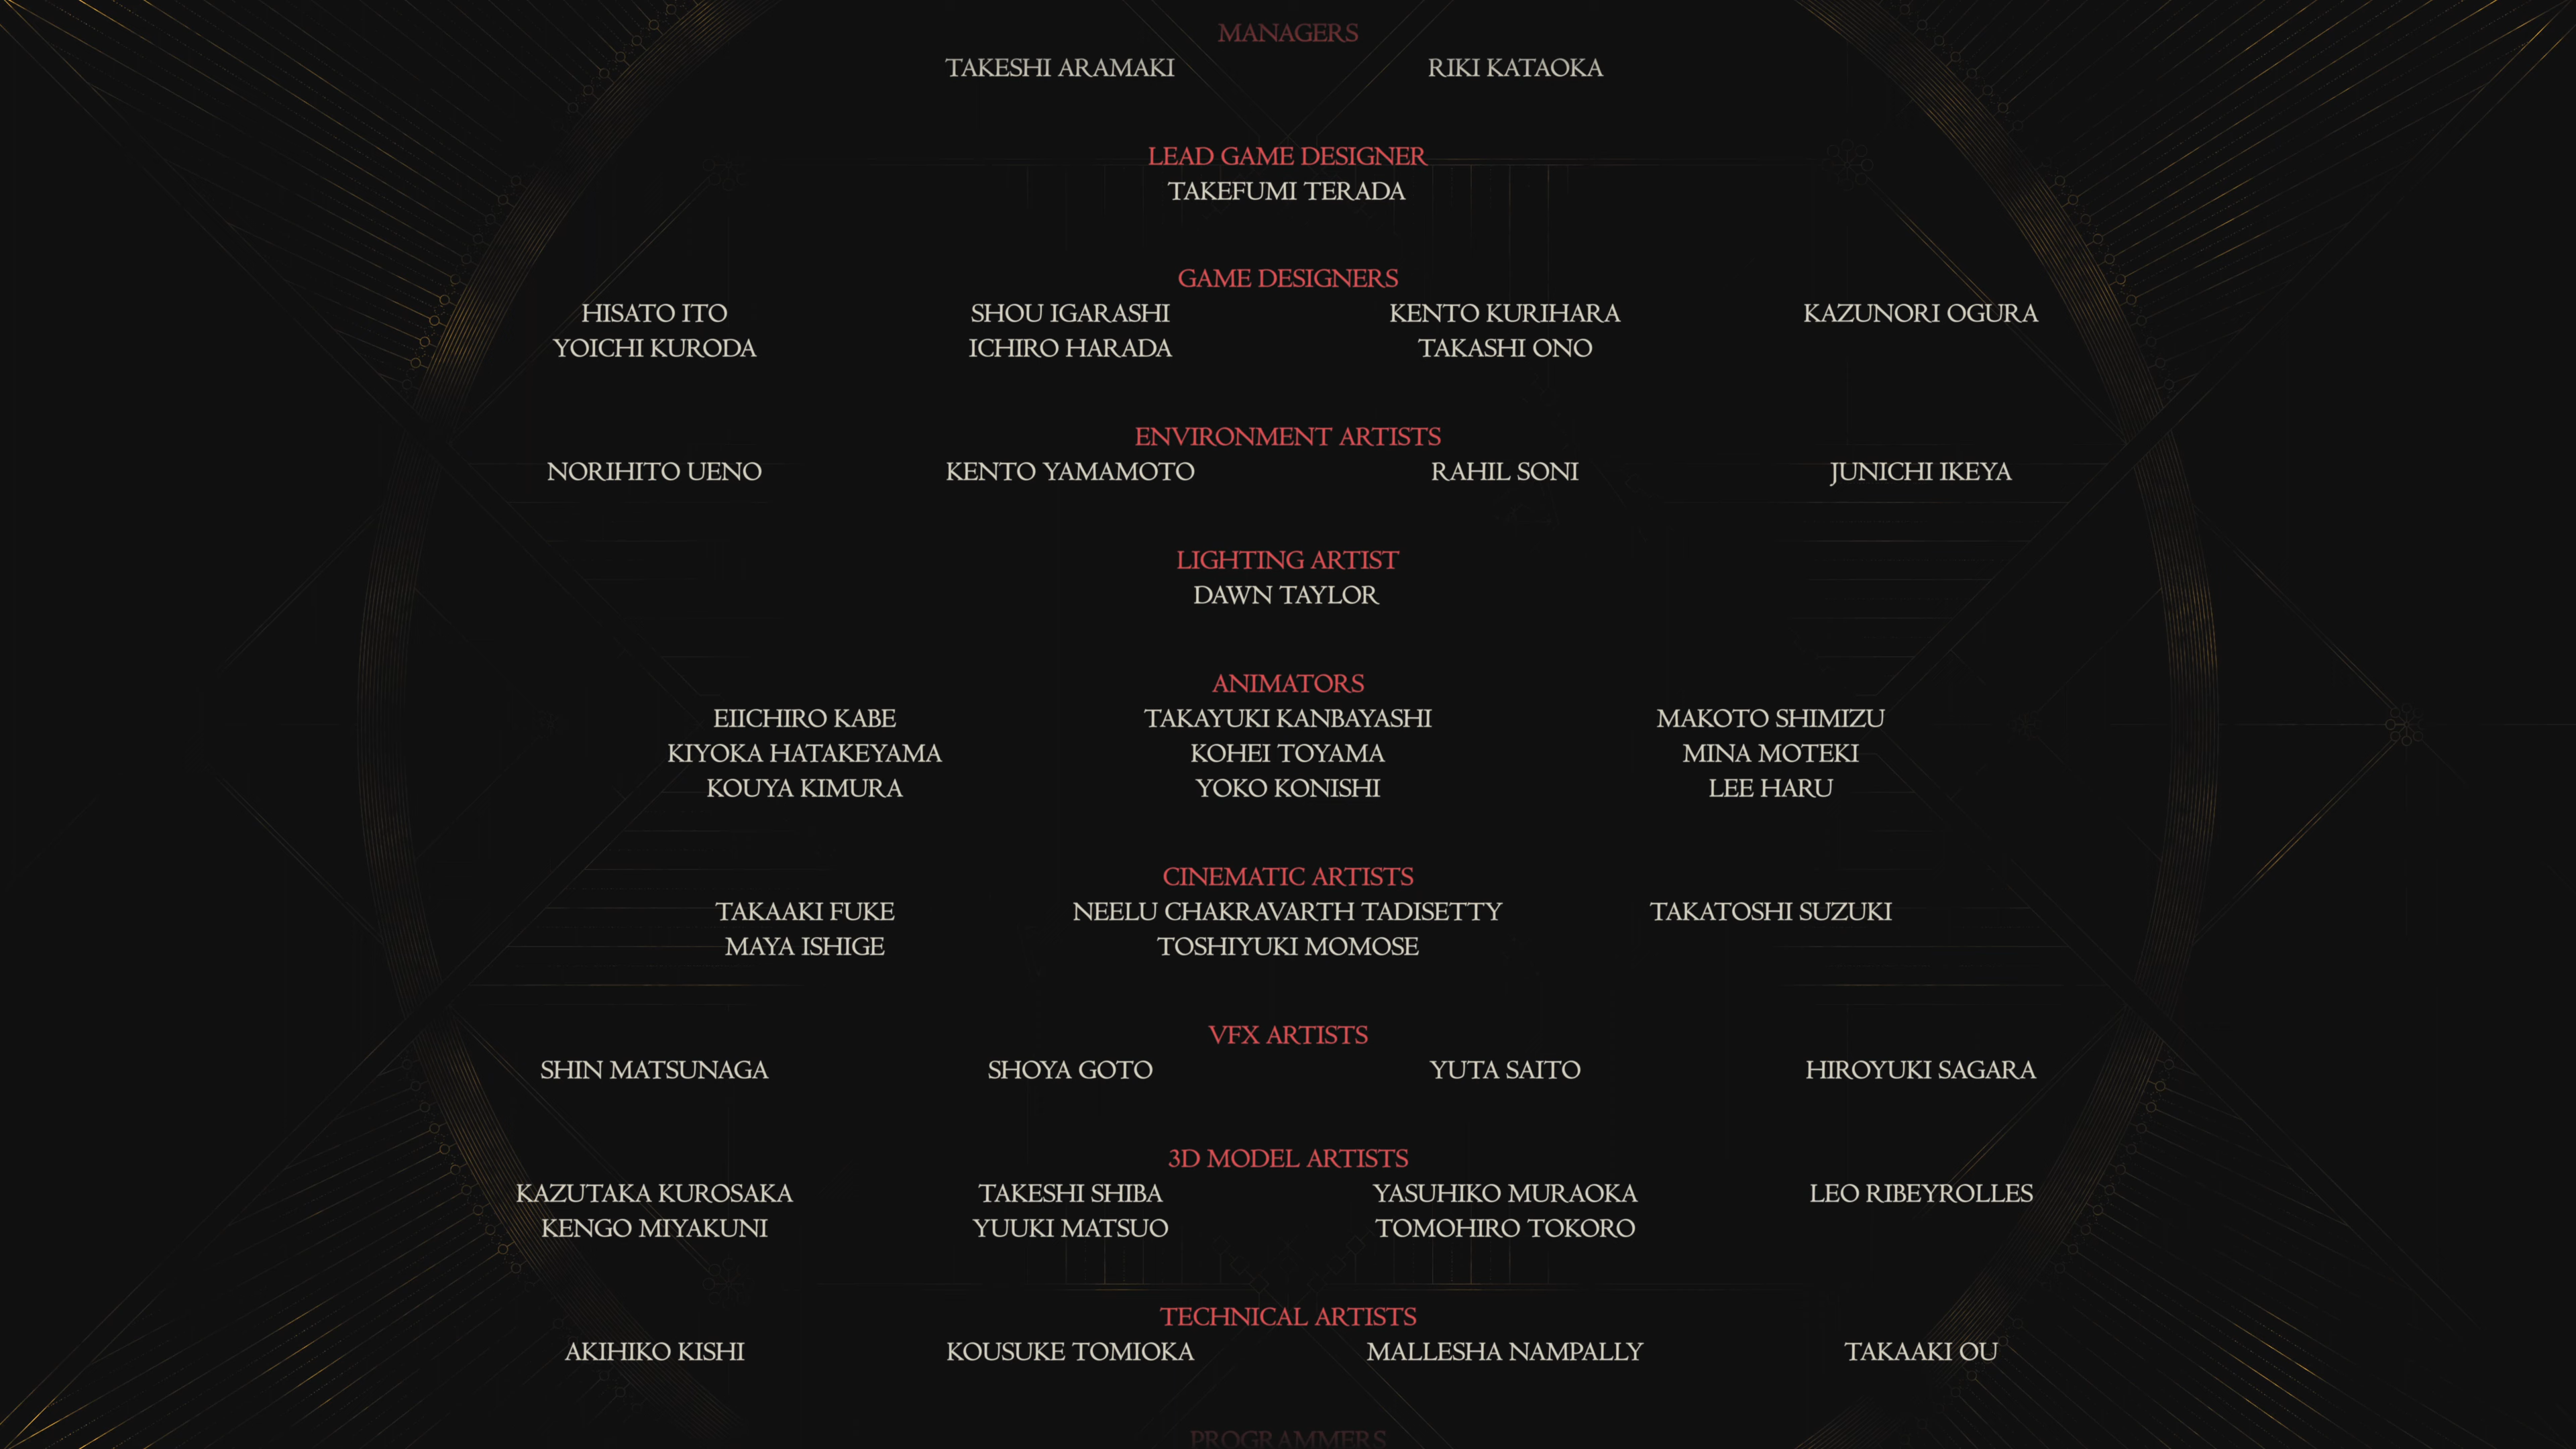 MANAGERS
TAKESHI ARAMAKI RIKI KATAOKA
LEAD GAME DESIGNER
TAKEFUMI TERADA
GAME DESIGNERS
HISATO ITO SHOU IGARASHI KENTO KURIHARA KAZUNORI OGURA
YOICHI KURODA ICHIRO HARADA TAKASHI ONO
ENVIRONMENT ARTISTS
NORIHITO UENO KENTO YAMAMOTO RAHIL SONI JUNICHI IKEYA
LIGHTING ARTIST
DAWN TAYLOR
ANIMATORS
EIICHIRO KABE TAKAYUKI KANBAYASHI MAKOTO SHIMIZU
KIYOKA HATAKEYAMA KOHEI TOYAMA MINA MOTEKI
KOUYA KIMURA YOKO KONISHI LEE HARU
CINEMATIC ARTISTS
TAKAAKI FUKE NEELU CHAKRAVARTH TADISETTY TAKATOSHI SUZUKI
MAYA ISHIGE TOSHIYUKI MOMOSE
VFX ARTISTS
SHIN MATSUNAGA SHOYA GOTO YUTA SAITO HIROYUKI SAGARA
3D MODEL ARTISTS
KAZUTAKA KUROSAKA TAKESHI SHIBA YASUHIKO MURAOKA LEO RIBEYROLLES
KENGO MIYAKUNI YUUKI MATSUO TOMOHIRO TOKORO
TECHNICAL ARTISTS
AKIHIKO KISHI KOUSUKE TOMIOKA MALLESHA NAMPALLY TAKAAKI OU
PROGRAMMERS